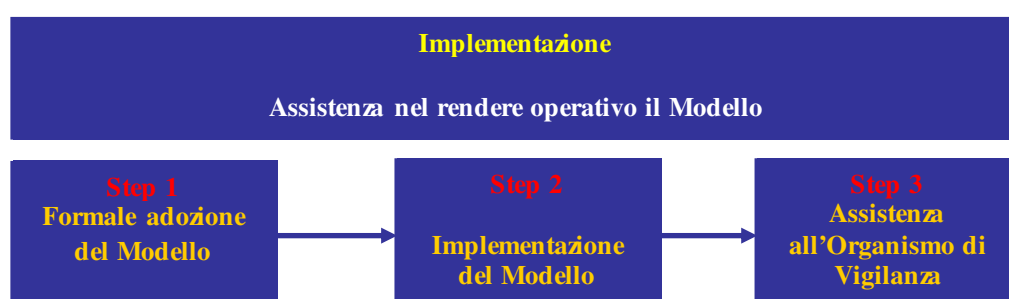 Implementazione
Assistenza nel rendere operativo il Modello
Step 1
Formale adozione
del Modello
Step 2
Implementazione
del Modello
Step 3
Assistenza
all’Organismo di
Vigilanza